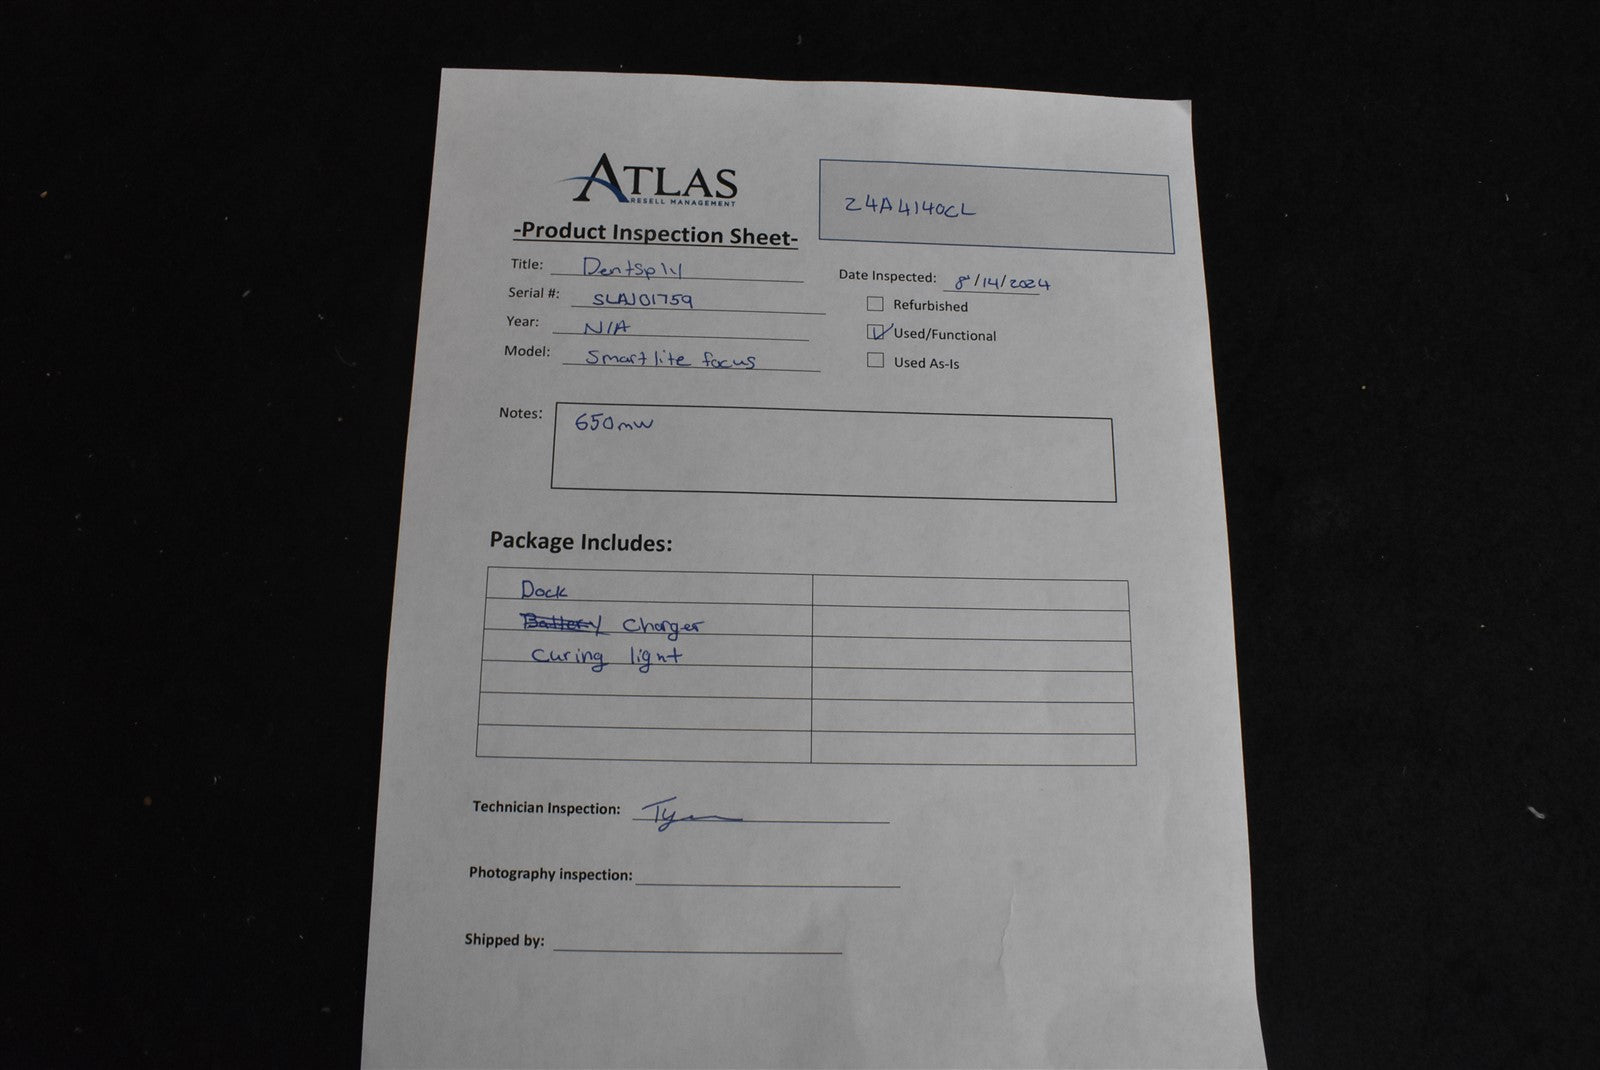 ATLAS
RESELL MANAGEMENT
24A4140CL
-Product Inspection Sheet-
Title: Dentsply
Date Inspected: 8/14/2024
Serial #: SLAJ01759
Refurbished
Year: N/A
Used/Functional
Model: Smartlite focus
Used As-Is
Notes: 650mW
Package Includes:
Dock
Battery Charger
Curing light
Technician Inspection: Ty
Photography inspection:
Shipped by: